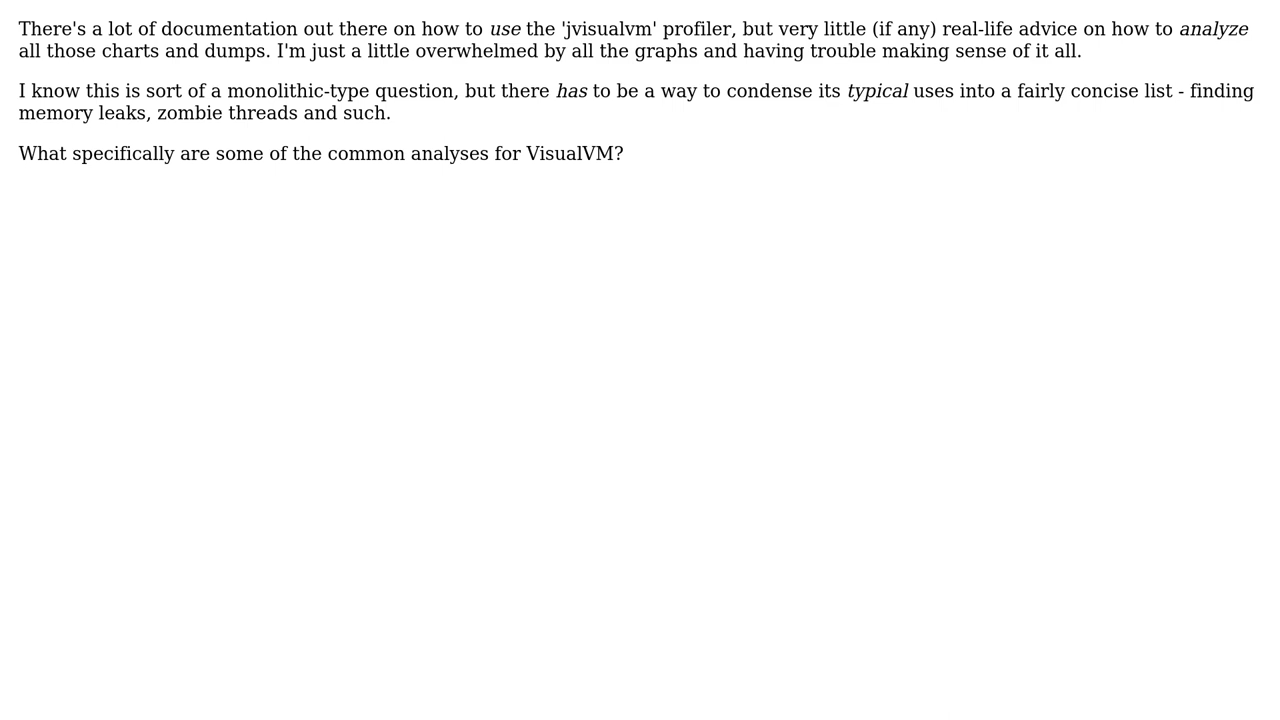 There's a lot of documentation out there on how to use the 'jvisualvm' profiler, but very little (if any) real-life advice on how to analyze
all those charts and dumps. I'm just a little overwhelmed by all the graphs and having trouble making sense of it all.
I know this is sort of a monolithic-type question, but there has to be a way to condense its typical uses into a fairly concise list - finding
memory leaks, zombie threads and such.
What specifically are some of the common analyses for VisualVM?